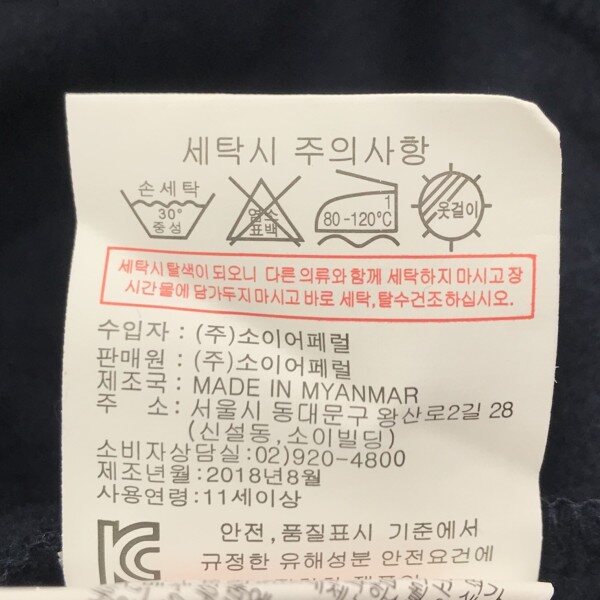 세탁시 주의사항
손세탁
30°
중성
염소
표백
1
80-120°C
옷걸이
세탁시탈색이 되오니 다른 의류와 함께 세탁하지 마시고 장
시간 물에 담가두지마시고 바로 세탁,탈수건조하십시오.
수입자 : (주)소이어페럴
판매원 : (주)소이어페럴
제조국 : MADE IN MYANMAR
주 소: 서울시 동대문구 왕산로2길 28
(신설동,소이빌딩)
소비자상담실:02)920-4800
제조년월:2018년8월
사용연령:11세이상
안전,품질표시 기준에서
규정한 유해성분 안전요건에